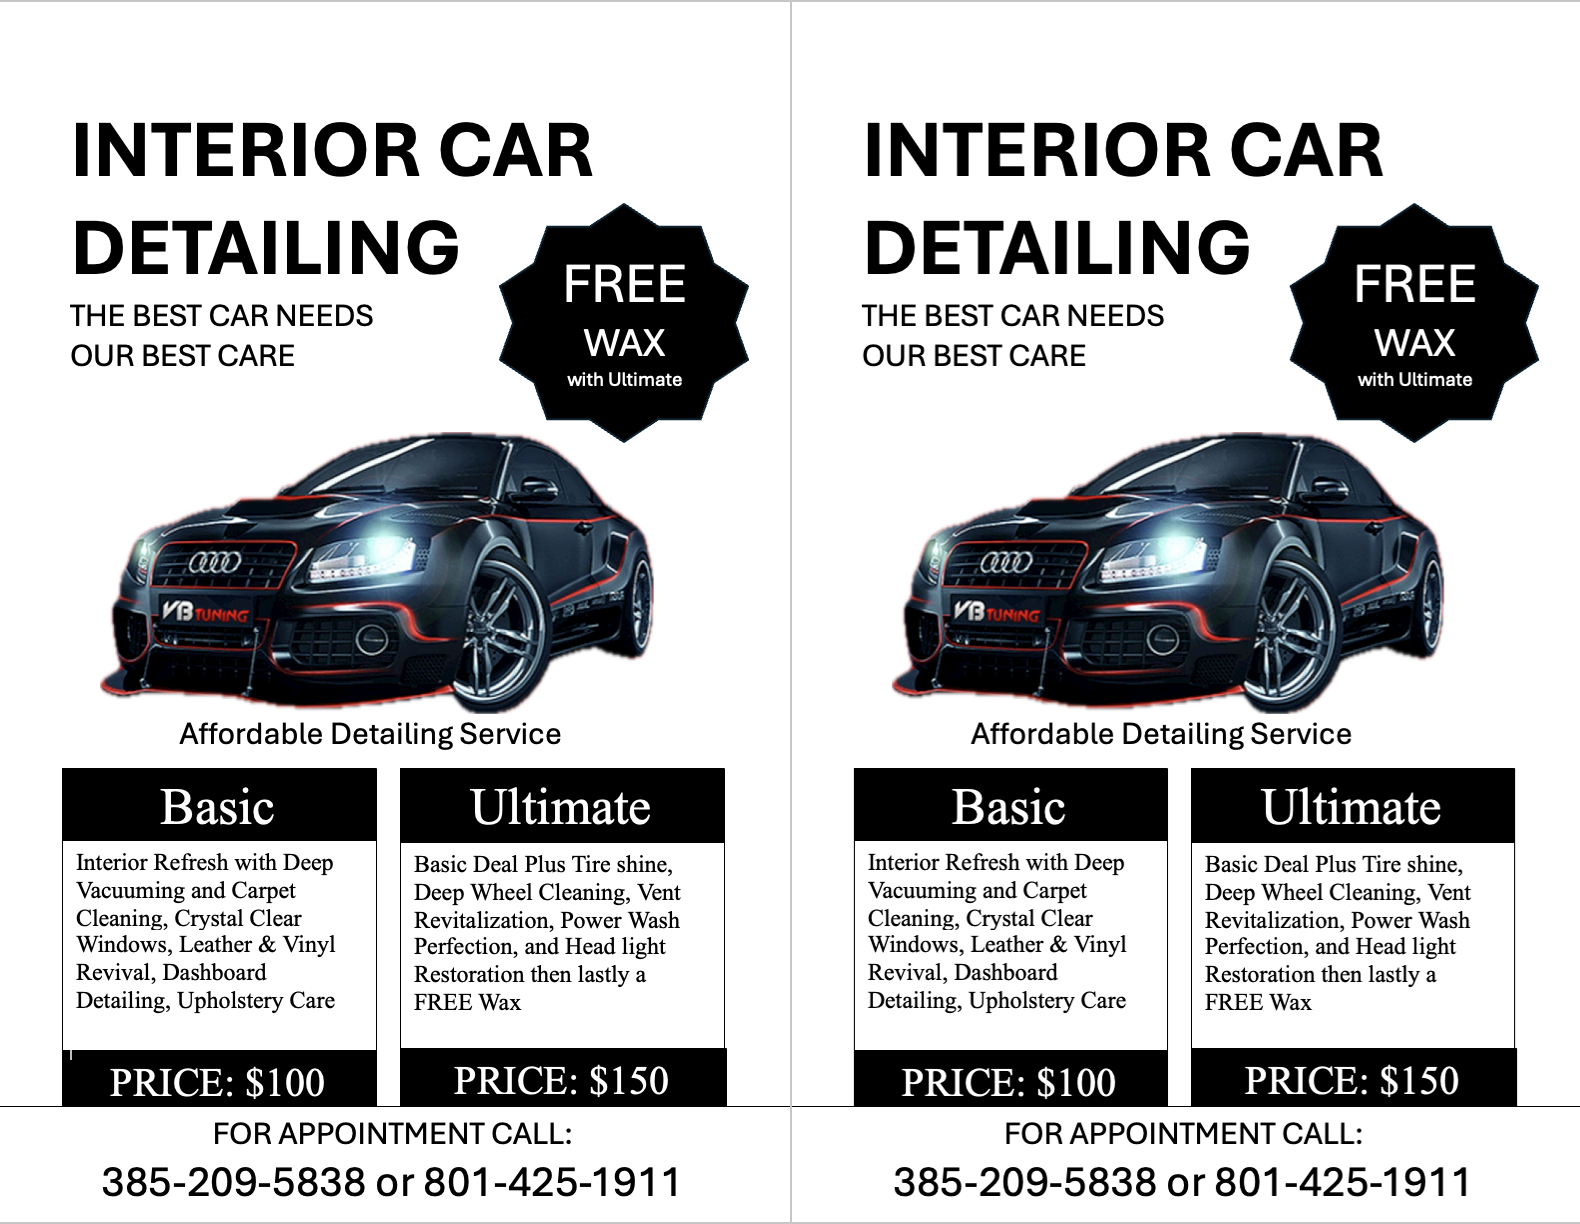 INTERIOR CAR
DETAILING
THE BEST CAR NEEDS
OUR BEST CARE
FREE
WAX
with Ultimate
VB TUNING
Affordable Detailing Service
Basic
Interior Refresh with Deep
Vacuuming and Carpet
Cleaning, Crystal Clear
Windows, Leather & Vinyl
Revival, Dashboard
Detailing, Upholstery Care
PRICE: $100
Ultimate
Basic Deal Plus Tire shine,
Deep Wheel Cleaning, Vent
Revitalization, Power Wash
Perfection, and Head light
Restoration then lastly a
FREE Wax
PRICE: $150
FOR APPOINTMENT CALL:
385-209-5838 or 801-425-1911
INTERIOR CAR
DETAILING
THE BEST CAR NEEDS
OUR BEST CARE
FREE
WAX
with Ultimate
VB TUNING
Affordable Detailing Service
Basic
Interior Refresh with Deep
Vacuuming and Carpet
Cleaning, Crystal Clear
Windows, Leather & Vinyl
Revival, Dashboard
Detailing, Upholstery Care
PRICE: $100
Ultimate
Basic Deal Plus Tire shine,
Deep Wheel Cleaning, Vent
Revitalization, Power Wash
Perfection, and Head light
Restoration then lastly a
FREE Wax
PRICE: $150
FOR APPOINTMENT CALL:
385-209-5838 or 801-425-1911